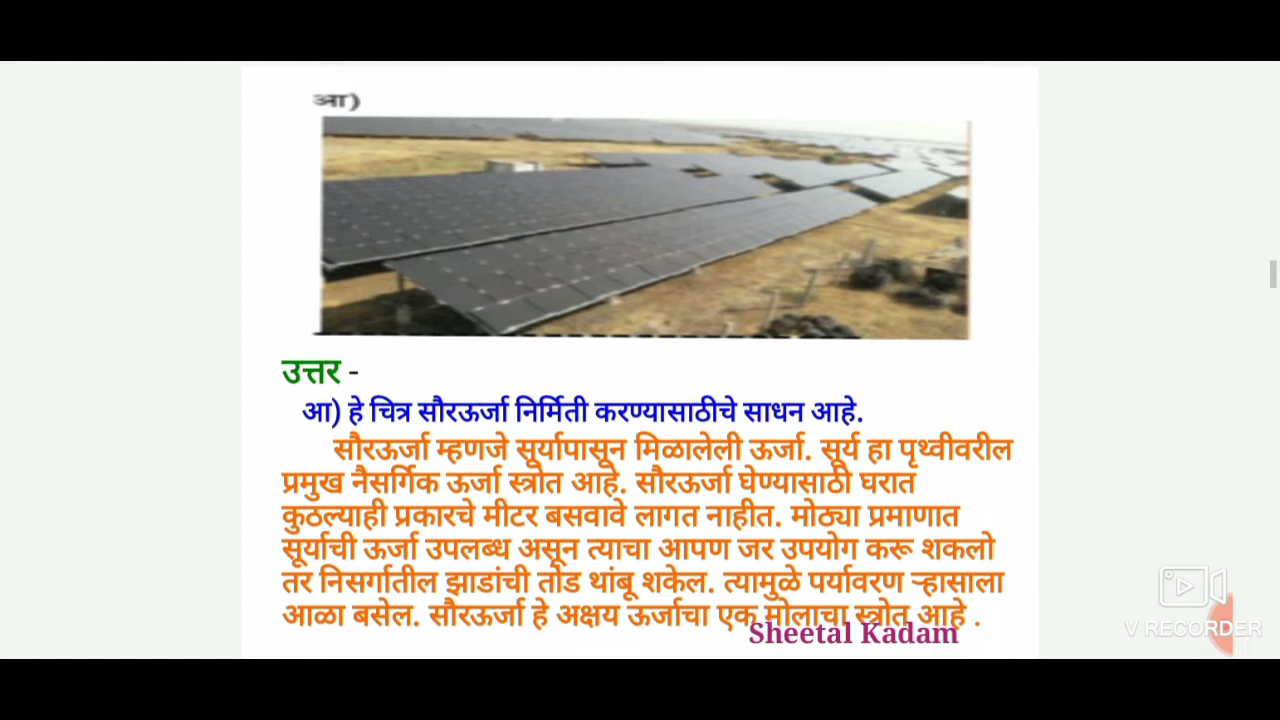 आ)
उत्तर -
आ) हे चित्र सौरऊर्जा निर्मिती करण्यासाठीचे साधन आहे.
सौरऊर्जा म्हणजे सूर्यापासून मिळालेली ऊर्जा. सूर्य हा पृथ्वीवरील
प्रमुख नैसर्गिक ऊर्जा स्त्रोत आहे. सौरऊर्जा घेण्यासाठी घरात
कुठल्याही प्रकारचे मीटर बसवावे लागत नाहीत. मोठ्या प्रमाणात
सूर्याची ऊर्जा उपलब्ध असून त्याचा आपण जर उपयोग करू शकलो
तर निसर्गातील झाडांची तोड थांबू शकेल. त्यामुळे पर्यावरण ऱ्हासाला
आळा बसेल. सौरऊर्जा हे अक्षय ऊर्जाचा एक मोलाचा स्त्रोत आहे .
Sheetal Kadam
V RECORDER